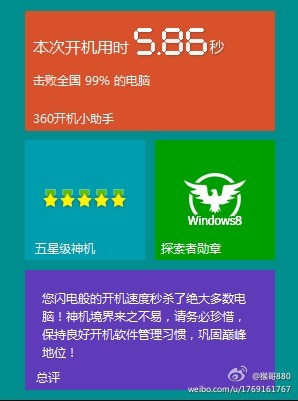 本次开机用时 5.86秒
击败全国 99% 的电脑
360开机小助手
五星级神机
Windows8
探索者勋章
您闪电般的开机速度秒杀了绝大多数电
脑！神机境界来之不易，请务必珍惜，
保持良好开机软件管理习惯，巩固巅峰
地位！
总评
@猴哥880
weibo.com/u/1769161767